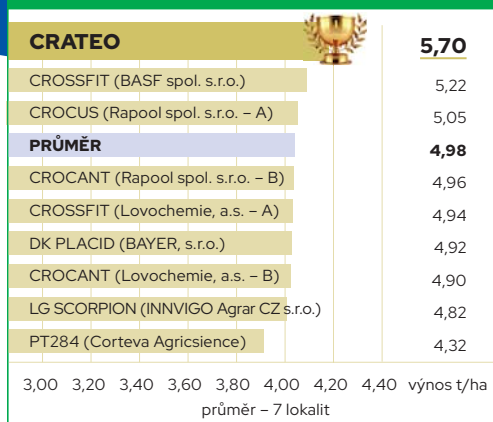 CRATEO 5,70
CROSSFIT (BASF spol. s.r.o.) 5,22
CROCUS (Rapool spol. s.r.o. – A) 5,05
PRŮMĚR 4,98
CROCANT (Rapool spol. s.r.o. – B) 4,96
CROSSFIT (Lovochemie, a.s. – A) 4,94
DK PLACID (BAYER, s.r.o.) 4,92
CROCANT (Lovochemie, a.s. – B) 4,90
LG SCORPION (INNVIGO Agrar CZ s.r.o.) 4,82
PT284 (Corteva Agricsience) 4,32
3,00 3,20 3,40 3,60 3,80 4,00 4,20 4,40 výnos t/ha
průměr – 7 lokalit